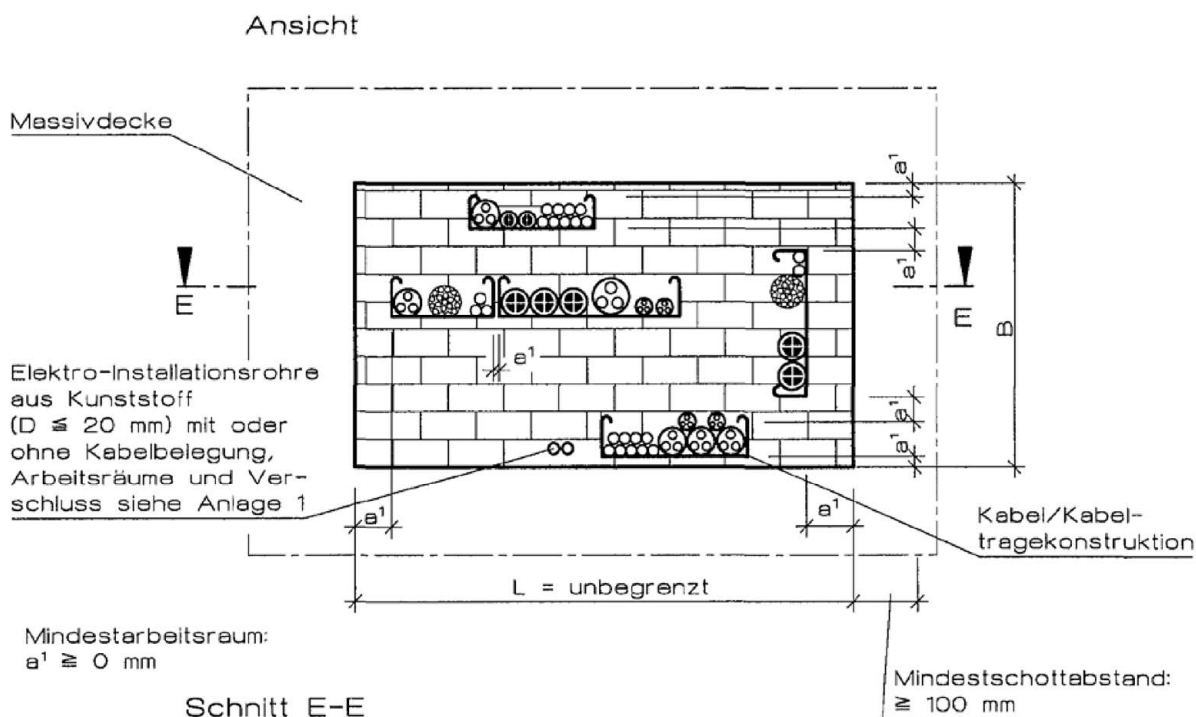 Ansicht
Massivdecke
a¹
a¹
E
E
B
a¹
Elektro-Installationsrohre
aus Kunststoff
(D ≦ 20 mm) mit oder
ohne Kabelbelegung,
Arbeitsräume und Ver-
schluss siehe Anlage 1
a¹
a¹
a¹
a¹
Kabel/Kabel-
tragekonstruktion
L = unbegrenzt
Mindestarbeitsraum:
a¹ ≧ 0 mm
Mindestschottabstand:
≧ 100 mm
Schnitt E-E